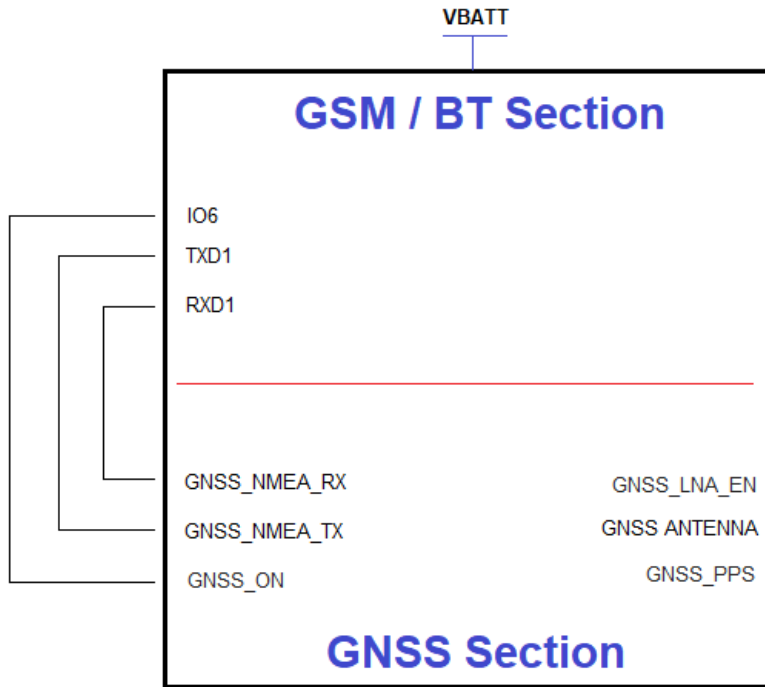 VBATT
GSM / BT Section
IO6
TXD1
RXD1
GNSS_NMEA_RX
GNSS_LNA_EN
GNSS_NMEA_TX
GNSS ANTENNA
GNSS_ON
GNSS_PPS
GNSS Section